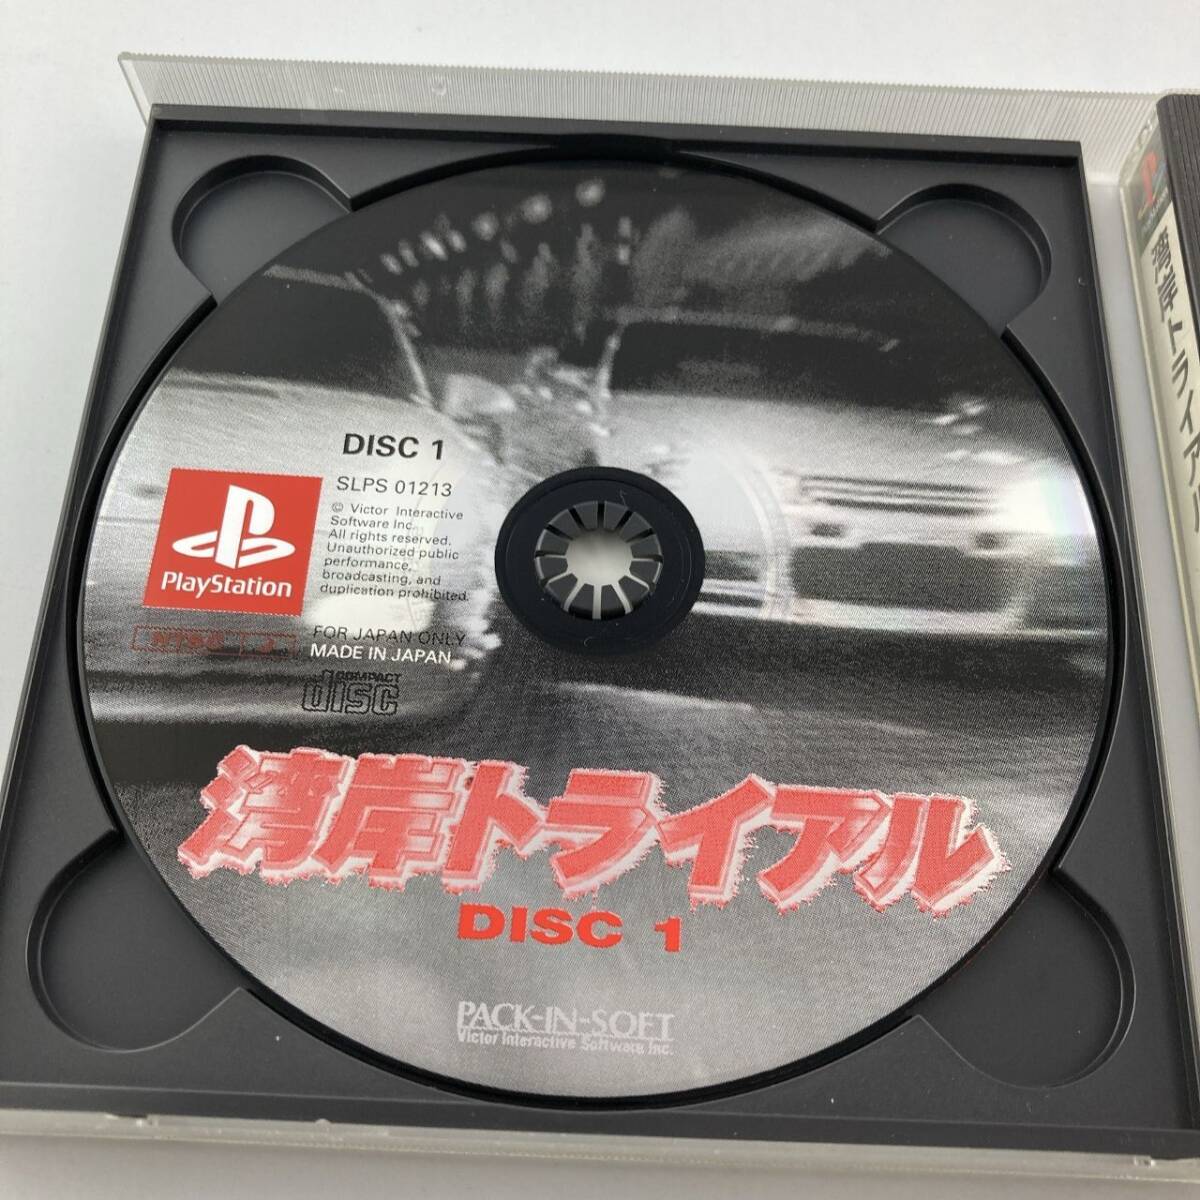 DISC 1
SLPS 01213
© Victor Interactive
Software Inc.
All rights reserved.
Unauthorized public
performance,
broadcasting, and
duplication prohibited.
PlayStation
NTSC J
FOR JAPAN ONLY
MADE IN JAPAN
COMPACT
disc
湾岸トライアル
DISC 1
PACK-IN-SOFT
Victor Interactive Software Inc.
湾岸トライアル